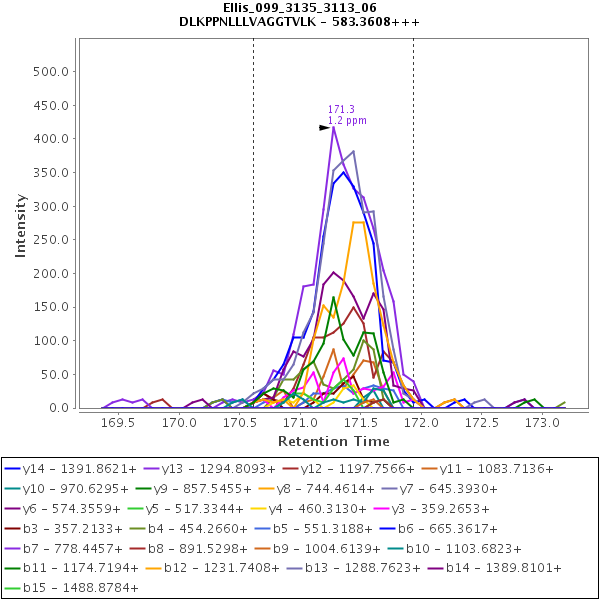 Ellis_099_3135_3113_06
DLKPPNLLLVAGGTVLK - 583.3608+++
171.3
1.2 ppm
Intensity
500.0
450.0
400.0
350.0
300.0
250.0
200.0
150.0
100.0
50.0
0.0
169.5 170.0 170.5 171.0 171.5 172.0 172.5 173.0
Retention Time
y14 - 1391.8621+ y13 - 1294.8093+ y12 - 1197.7566+ y11 - 1083.7136+
y10 - 970.6295+ y9 - 857.5455+ y8 - 744.4614+ y7 - 645.3930+
y6 - 574.3559+ y5 - 517.3344+ y4 - 460.3130+ y3 - 359.2653+
b3 - 357.2133+ b4 - 454.2660+ b5 - 551.3188+ b6 - 665.3617+
b7 - 778.4457+ b8 - 891.5298+ b9 - 1004.6139+ b10 - 1103.6823+
b11 - 1174.7194+ b12 - 1231.7408+ b13 - 1288.7623+ b14 - 1389.8101+
b15 - 1488.8784+